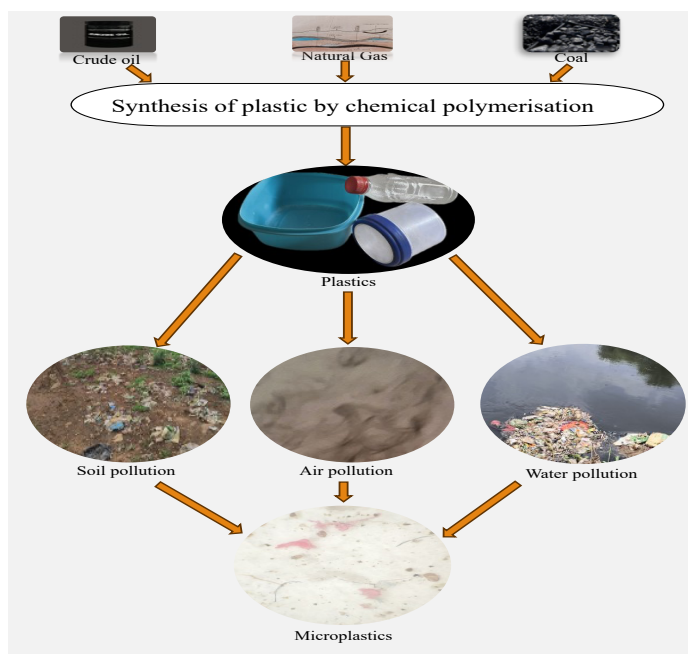 Crude oil
Natural Gas
Coal
Synthesis of plastic by chemical polymerisation
Plastics
Soil pollution
Air pollution
Water pollution
Microplastics